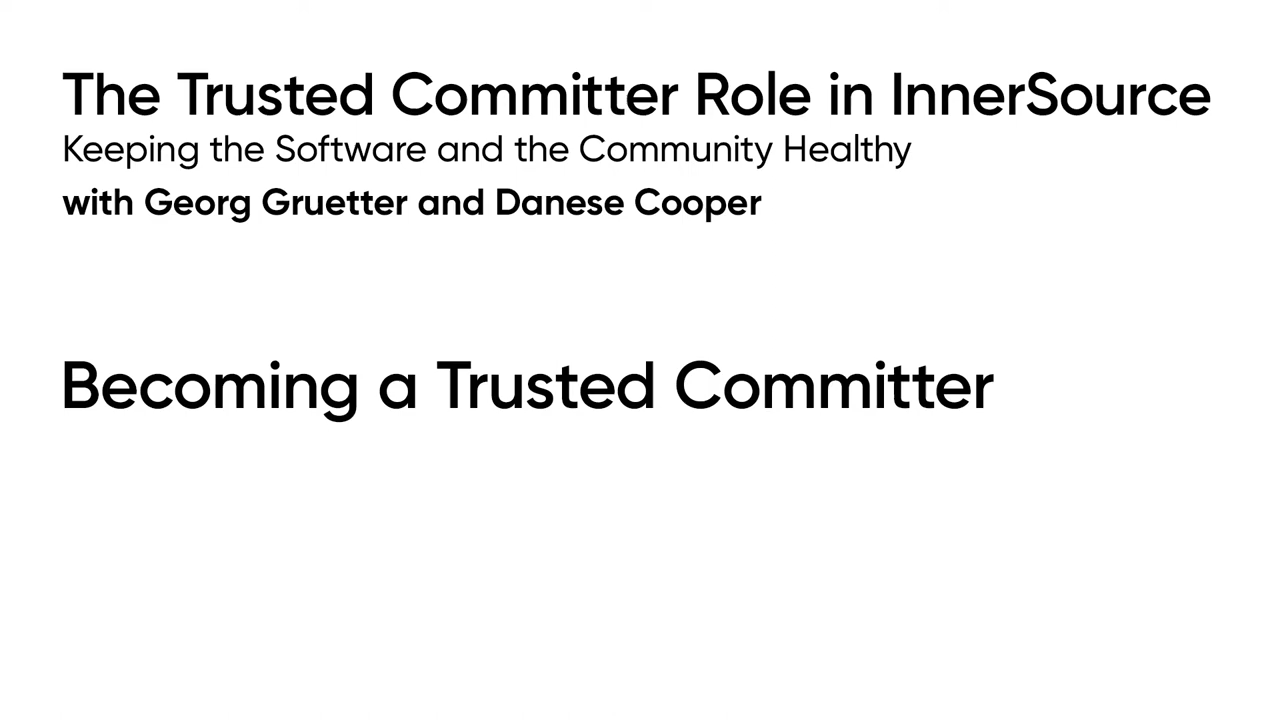 The Trusted Committer Role in InnerSource
Keeping the Software and the Community Healthy
with Georg Gruetter and Danese Cooper
Becoming a Trusted Committer